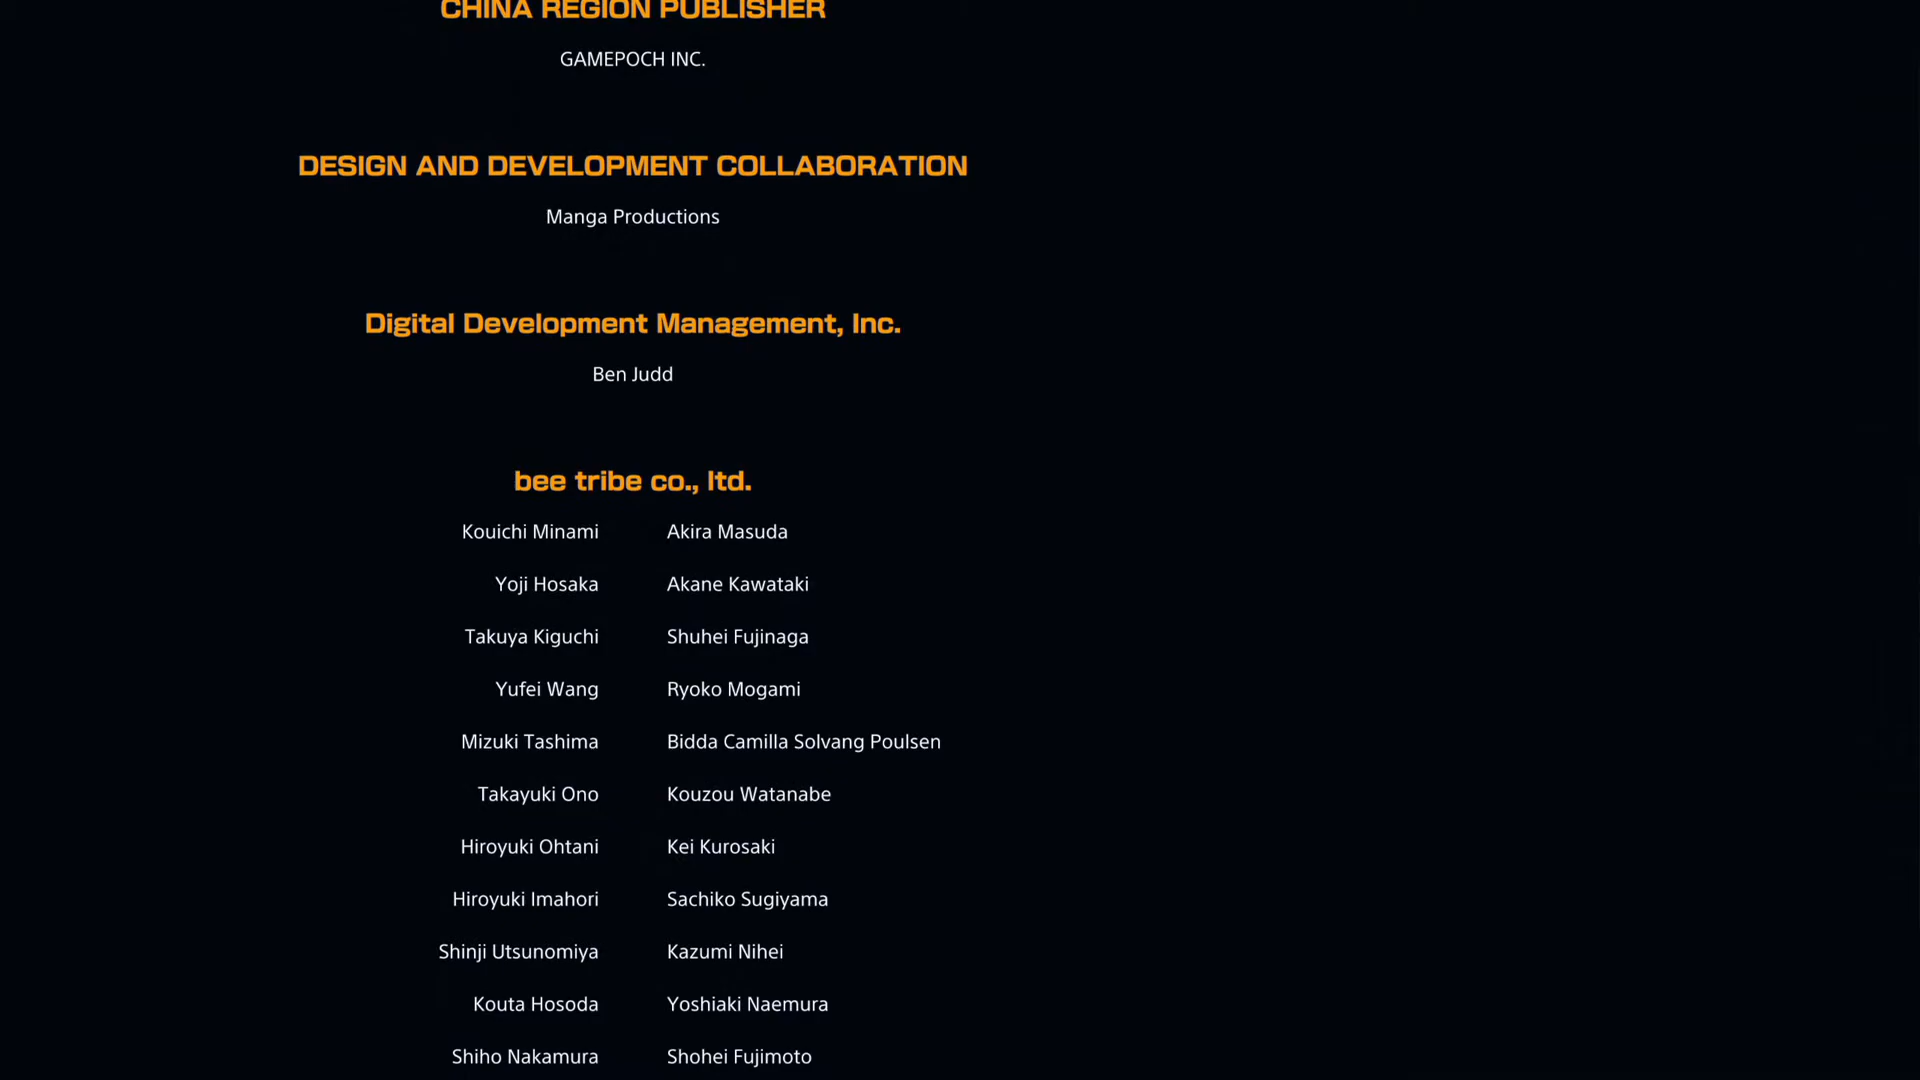 CHINA REGION PUBLISHER
GAMEPOCH INC.
DESIGN AND DEVELOPMENT COLLABORATION
Manga Productions
Digital Development Management, Inc.
Ben Judd
bee tribe co., ltd.
Kouichi Minami Akira Masuda
Yoji Hosaka Akane Kawataki
Takuya Kiguchi Shuhei Fujinaga
Yufei Wang Ryoko Mogami
Mizuki Tashima Bidda Camilla Solvang Poulsen
Takayuki Ono Kouzou Watanabe
Hiroyuki Ohtani Kei Kurosaki
Hiroyuki Imahori Sachiko Sugiyama
Shinji Utsunomiya Kazumi Nihei
Kouta Hosoda Yoshiaki Naemura
Shiho Nakamura Shohei Fujimoto